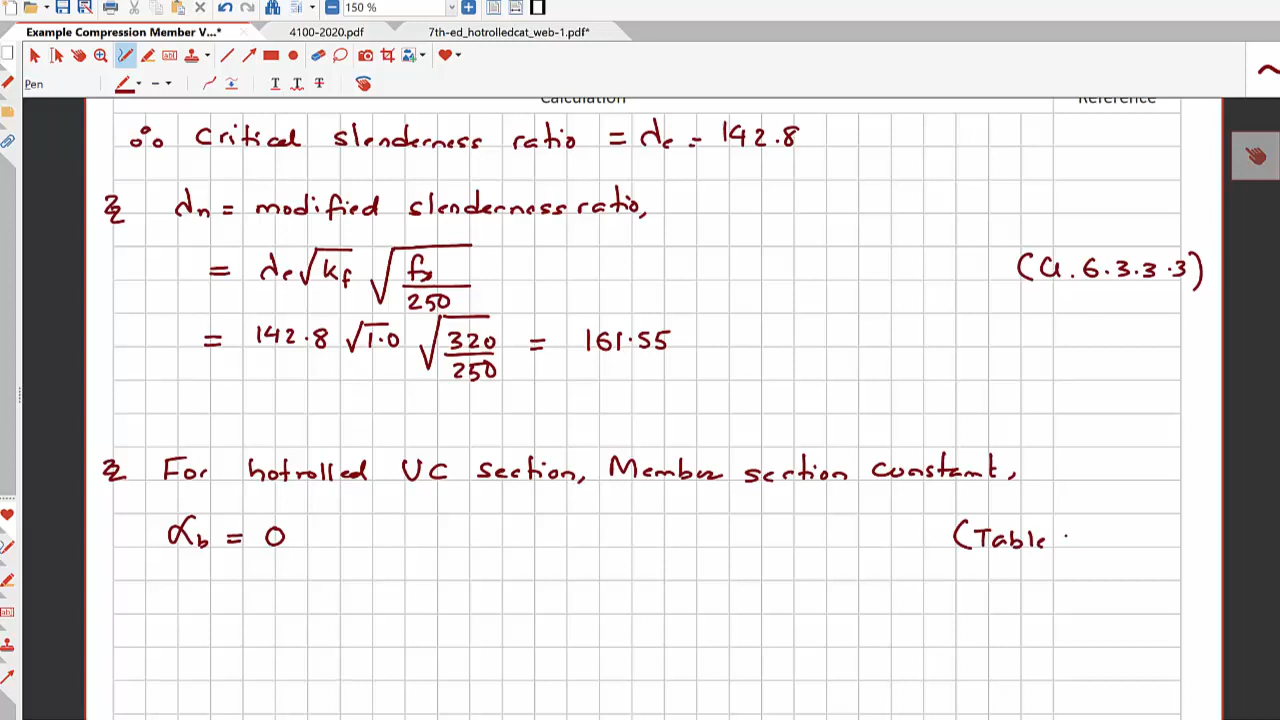 150 %
Example Compression Member V...*
4100-2020.pdf
7th-ed_hotrolledcat_web-1.pdf*
Pen
Calculation
Reference
∴ Critical slenderness ratio = λe = 142.8
& λn = modified slenderness ratio,
= λe √kf √fy/250 (Cl. 6.3.3.3)
= 142.8 √1.0 √320/250 = 161.55
& For hotrolled UC section, Member section constant,
αb = 0 (Table